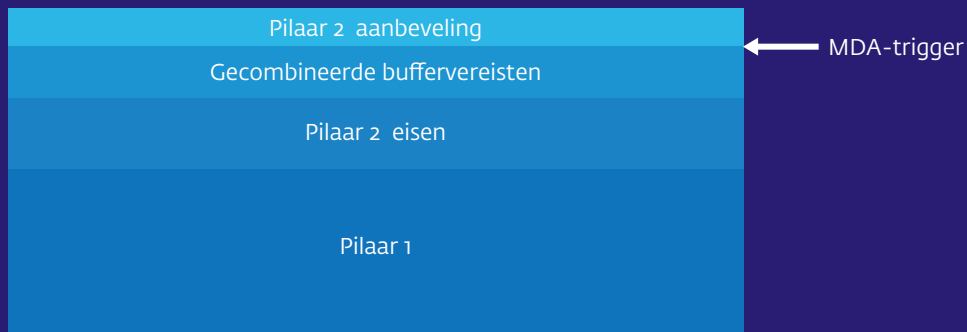 Pilaar 2 aanbeveling
MDA-trigger
Gecombineerde buffervereisten
Pilaar 2 eisen
Pilaar 1